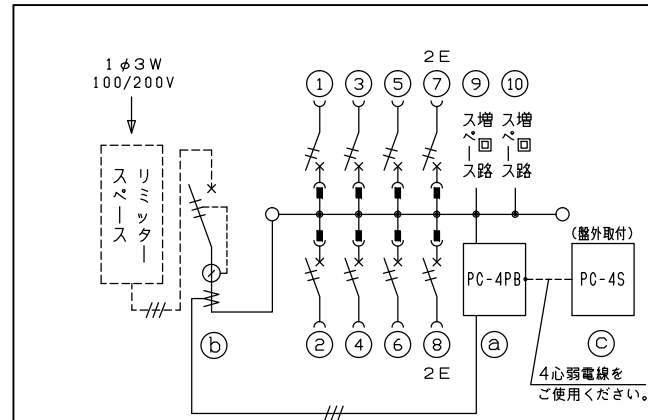 1φ3W
100/200V
リミッター
スペース
2E
① ③ ⑤ ⑦ ⑨ ⑩
増回路
スペース
増回路
スペース
(盤外取付)
PC-4PB
PC-4S
ⓑ
② ④ ⑥ ⑧ ⓐ ⓒ
2E
4心弱電線を
ご使用ください。